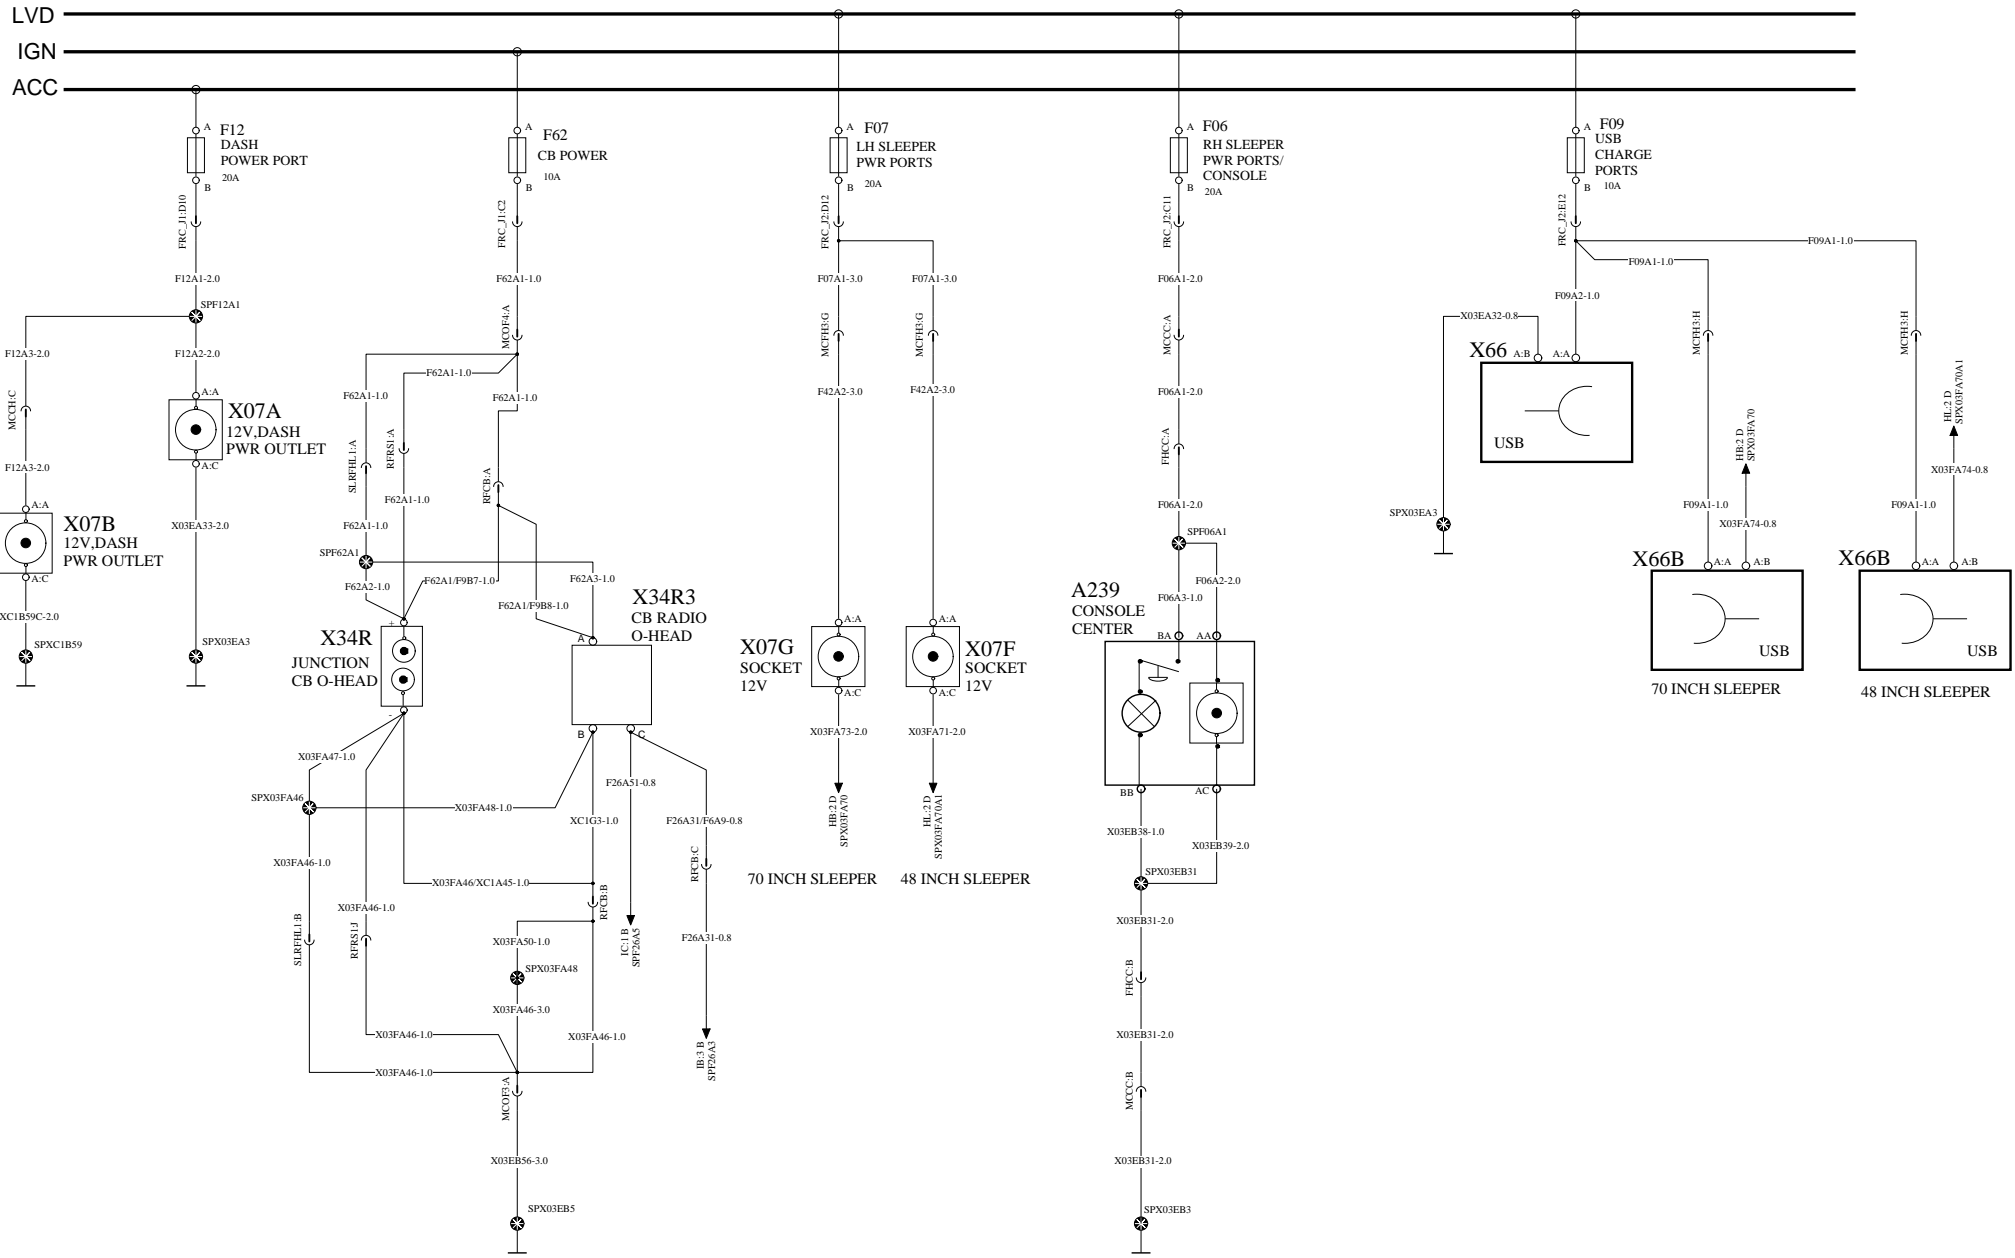 LVD
IGN
ACC
A
F12
DASH
POWER PORT
20A
B
FRC_J1:D10
F12A1-2.0
SPF12A1
F12A3-2.0
F12A2-2.0
MCCH:C
F12A3-2.0
A:A
X07A
12V,DASH
PWR OUTLET
A:C
A:A
X07B
12V,DASH
PWR OUTLET
A:C
X03EA33-2.0
XC1B59C-2.0
SPXC1B59
SPX03EA3
A
F62
CB POWER
10A
B
FRC_J1:C2
F62A1-1.0
MCOF4:A
F62A1-1.0
F62A1-1.0
F62A1-1.0
SLRFHL1:A
RFRS1:A
RFCB:A
F62A1-1.0
F62A1-1.0
SPF62A1
F62A2-1.0
F62A1/F9B7-1.0
F62A3-1.0
F62A1/F9B8-1.0
+
X34R
JUNCTION
CB O-HEAD
-
X34R3
CB RADIO
O-HEAD
A
B
C
X03FA47-1.0
SPX03FA46
X03FA48-1.0
F26A51-0.8
XC1G3-1.0
F26A31/F6A9-0.8
X03FA46-1.0
RFCB:C
X03FA46/XC1A45-1.0
RFCB:B
X03FA46-1.0
SLRFHL1:B
RFRS1:J
X03FA50-1.0
IC:1 B
SPF26A5
F26A31-0.8
SPX03FA48
X03FA46-3.0
X03FA46-1.0
X03FA46-1.0
IB:3 B
SPF26A3
X03FA46-1.0
MCOF3:A
X03EB56-3.0
SPX03EB5
A
F07
LH SLEEPER
PWR PORTS
20A
B
FRC_J2:D12
F07A1-3.0
F07A1-3.0
MCFH3:G
MCFH3:G
F42A2-3.0
F42A2-3.0
A:A
X07G
SOCKET
12V
A:C
A:A
X07F
SOCKET
12V
A:C
X03FA73-2.0
X03FA71-2.0
HB:2 D
SPX03FA70
HL:2 D
SPX03FA70A1
70 INCH SLEEPER
48 INCH SLEEPER
A
F06
RH SLEEPER
PWR PORTS/
CONSOLE
20A
B
FRC_J2:C11
F06A1-2.0
MCCC:A
F06A1-2.0
FHCC:A
F06A1-2.0
SPF06A1
F06A2-2.0
F06A3-1.0
A239
CONSOLE
CENTER
BA
AA
BB
AC
X03EB38-1.0
X03EB39-2.0
SPX03EB31
X03EB31-2.0
FHCC:B
X03EB31-2.0
MCCC:B
X03EB31-2.0
SPX03EB3
A
F09
USB
CHARGE
PORTS
10A
B
FRC_J2:E12
F09A1-1.0
F09A1-1.0
F09A2-1.0
X03EA32-0.8
MCFH3:H
MCFH3:H
X66
A:B
A:A
USB
SPX03EA3
HB:2 D
SPX03FA70
HL:2 D
SPX03FA70A1
X03FA74-0.8
F09A1-1.0
X03FA74-0.8
F09A1-1.0
X66B
A:A
A:B
USB
70 INCH SLEEPER
X66B
A:A
A:B
USB
48 INCH SLEEPER